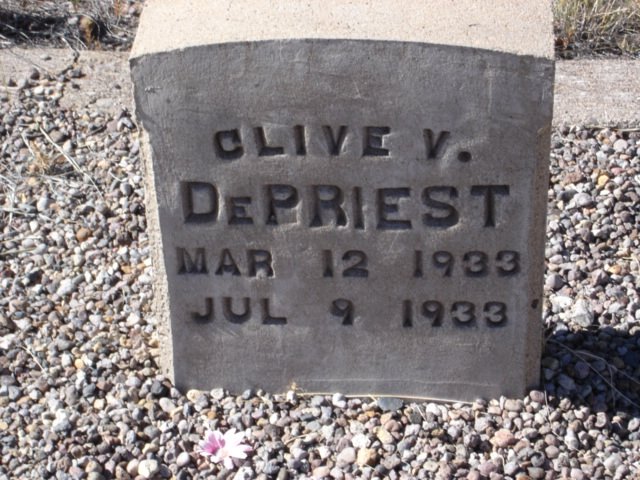 CLIVE V.
DePRIEST
MAR 12 1933
JUL 9 1933